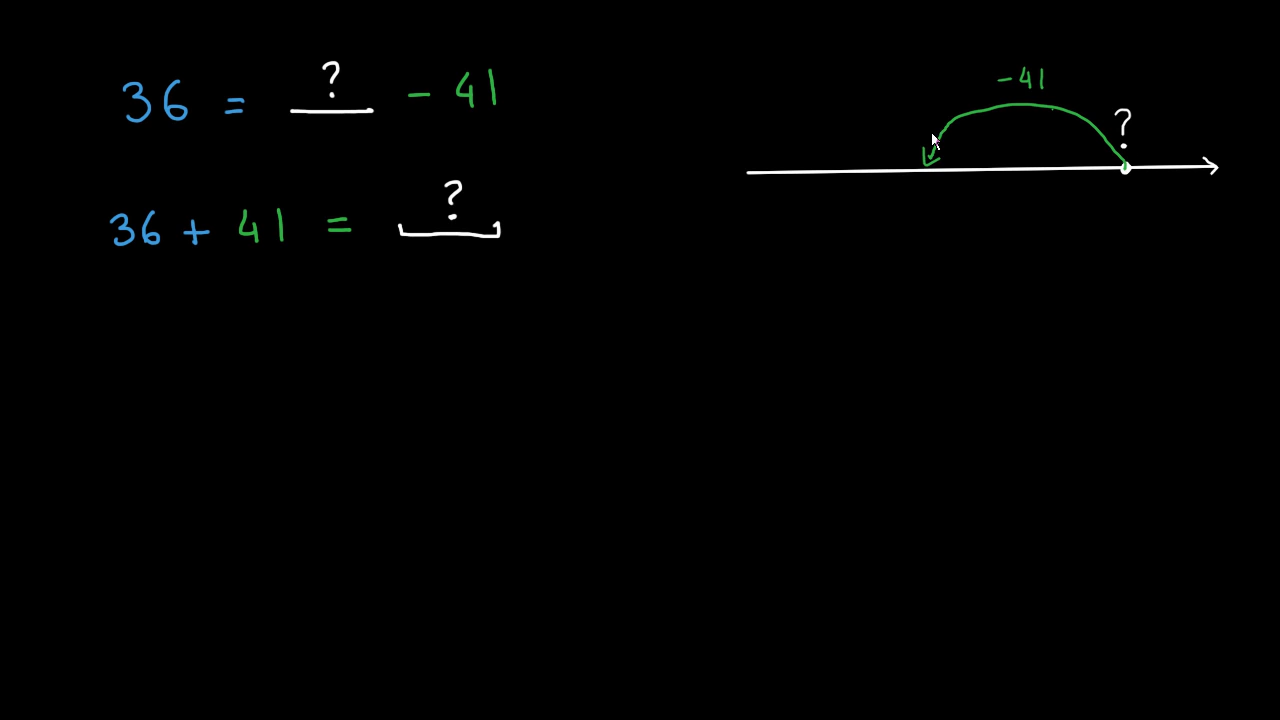 36 = ? - 41
36 + 41 = ?
- 41
?